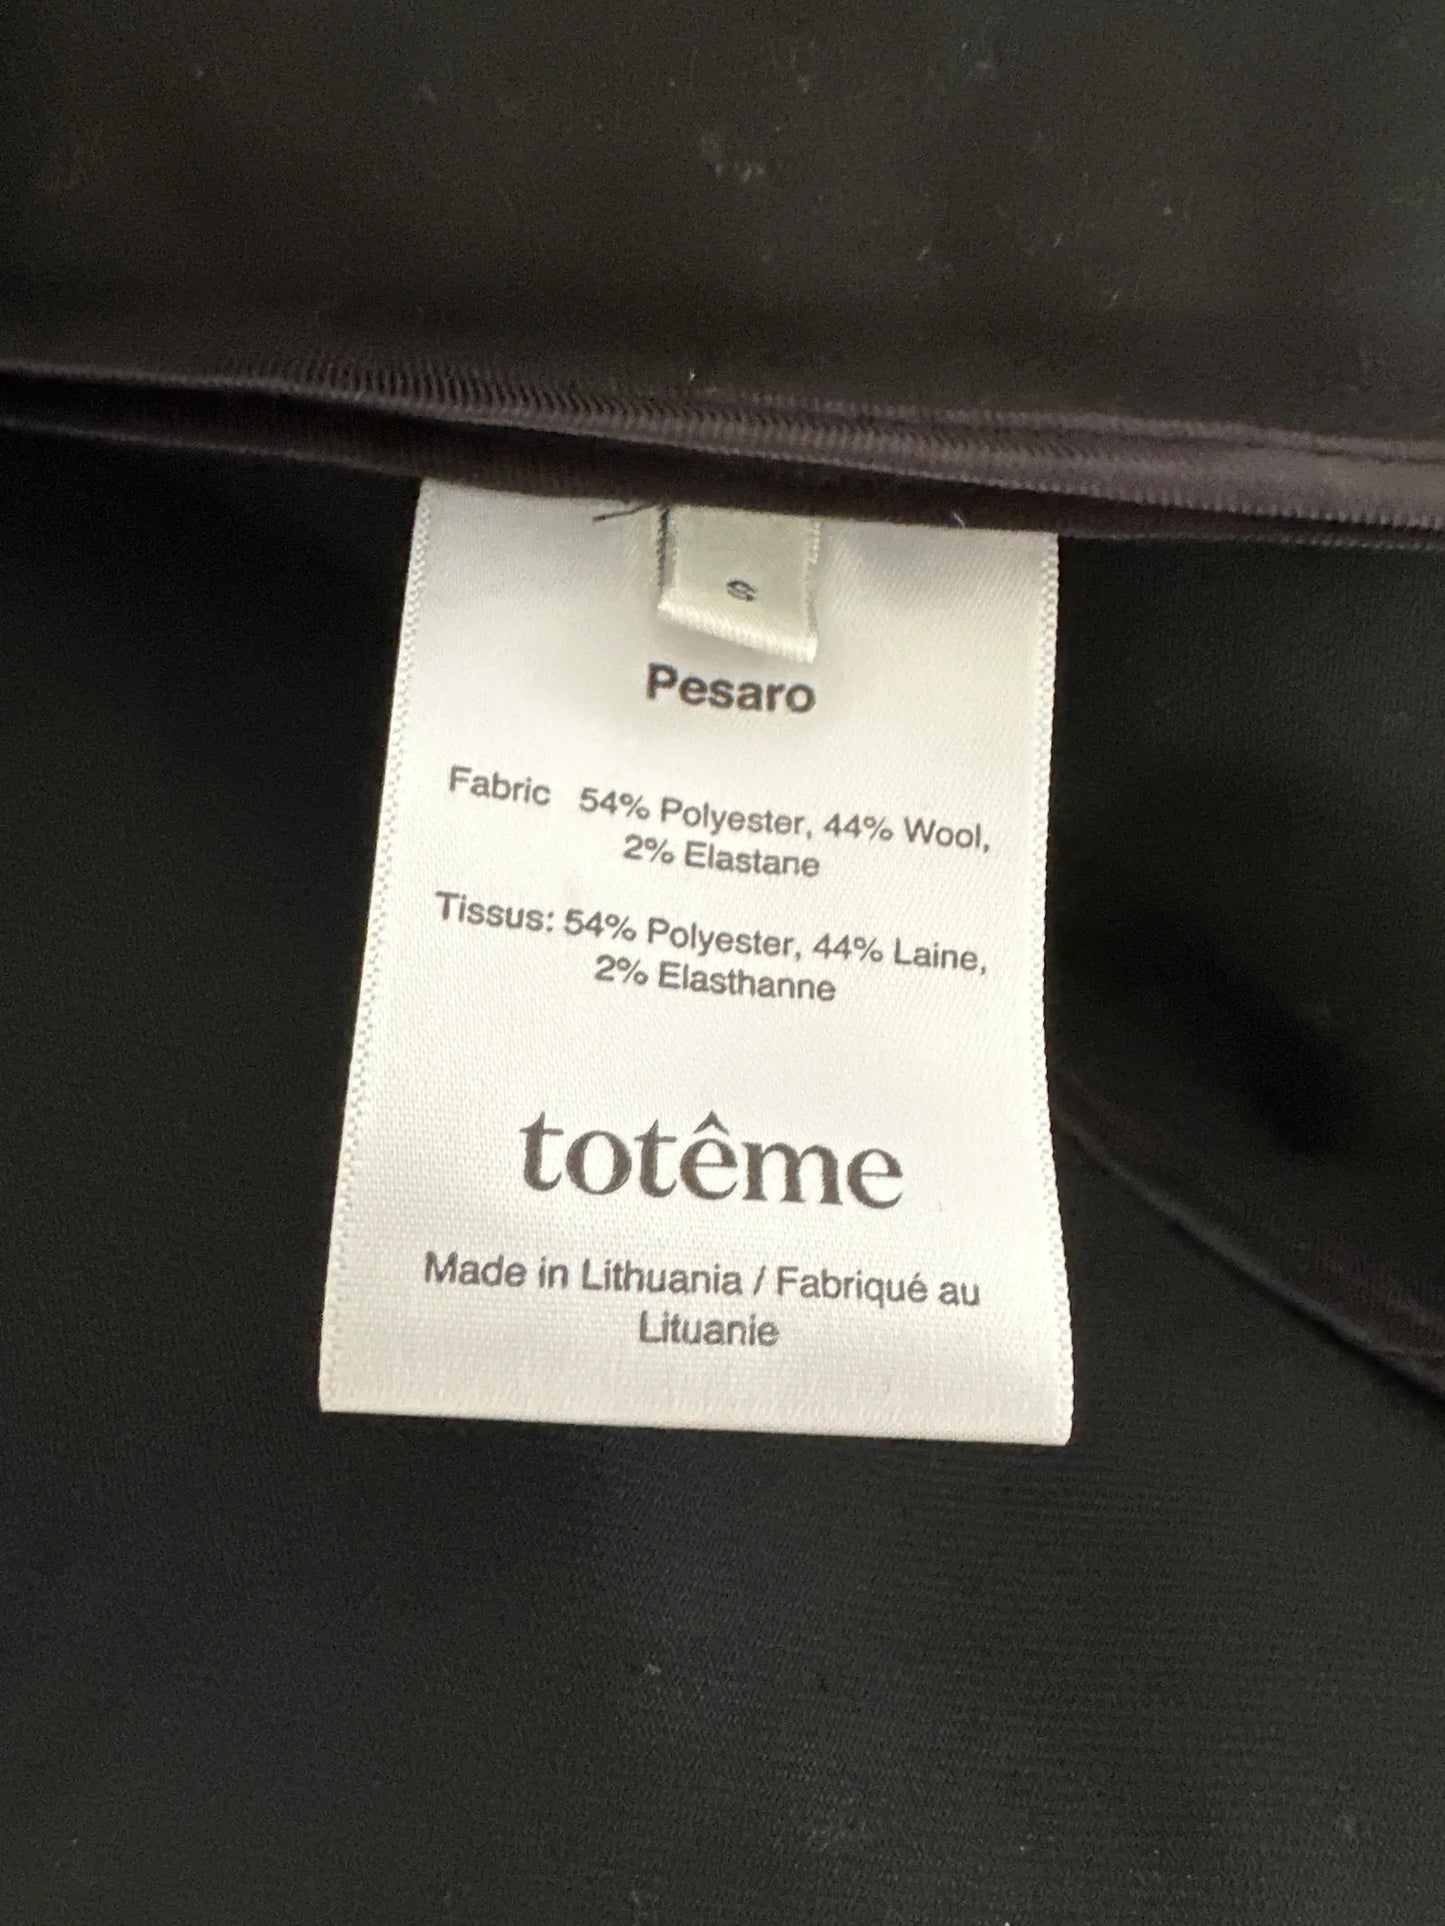 S
Pesaro
Fabric 54% Polyester, 44% Wool,
2% Elastane
Tissus: 54% Polyester, 44% Laine,
2% Elasthanne
totême
Made in Lithuania / Fabriqué au
Lituanie